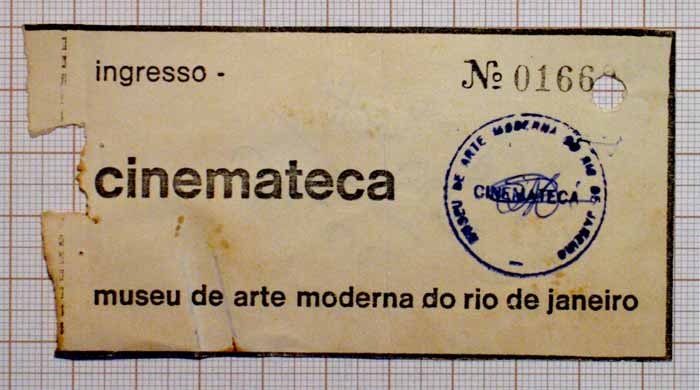 ingresso - Nº 0166
cinemateca
MUSEU DE ARTE MODERNA DO RIO DE JANEIRO
CINEMATECA
museu de arte moderna do rio de janeiro